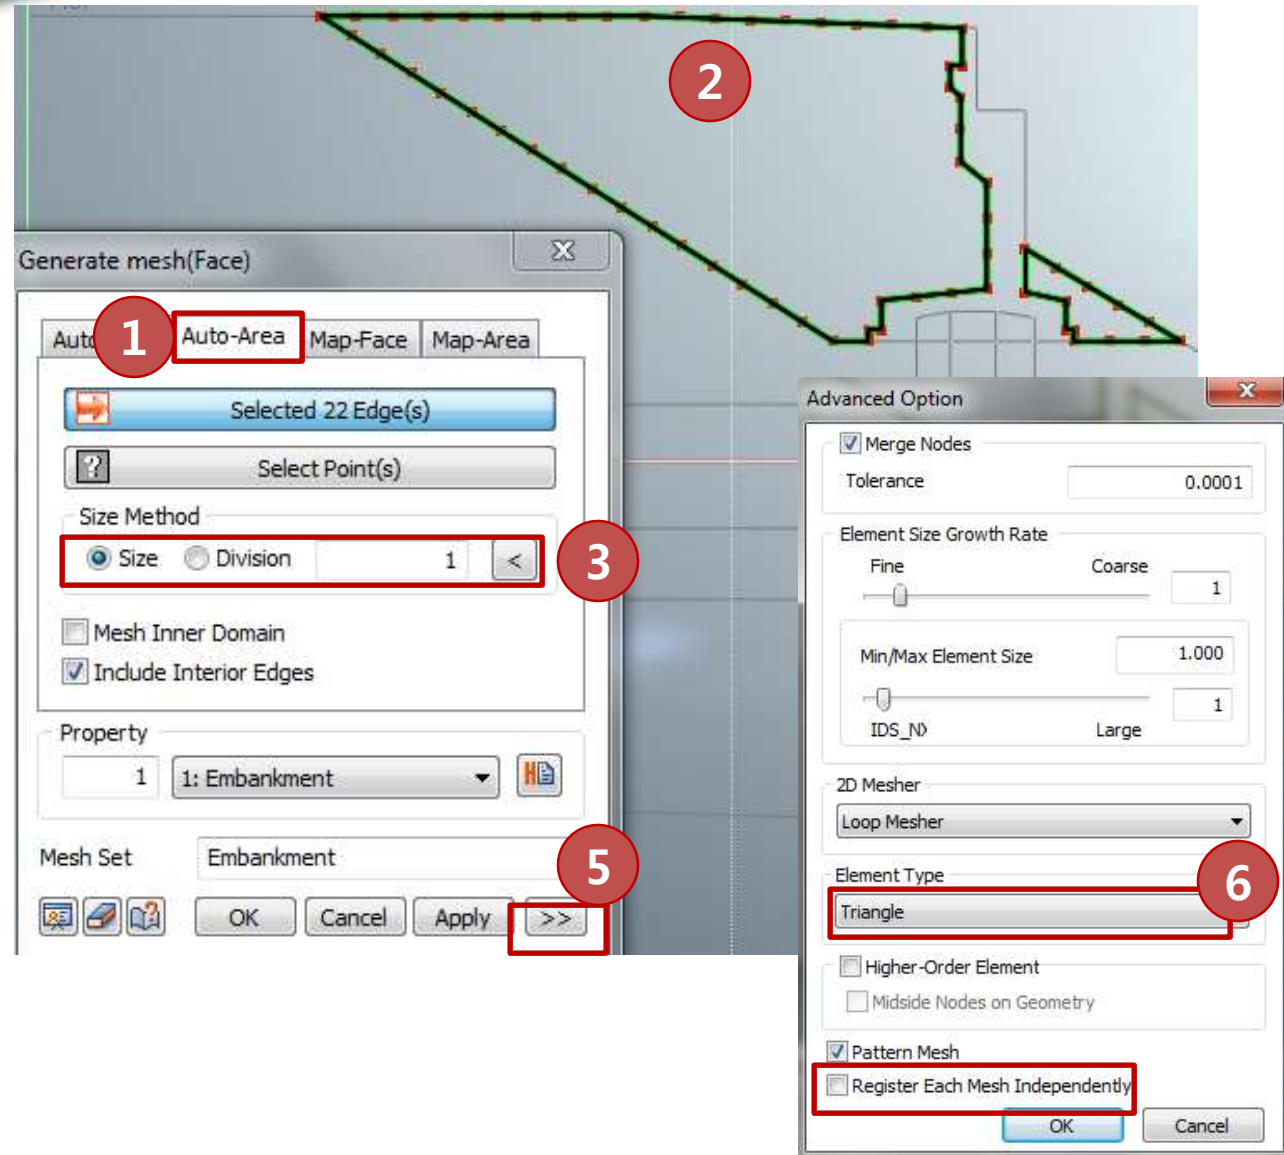 2
Generate mesh(Face)
1
Auto-Area
Map-Face
Map-Area
Selected 22 Edge(s)
Select Point(s)
Size Method
Size
Division
1
<
3
Mesh Inner Domain
Include Interior Edges
Property
1
1: Embankment
Mesh Set
Embankment
5
OK
Cancel
Apply
>>
Advanced Option
Merge Nodes
Tolerance
0.0001
Element Size Growth Rate
Fine
Coarse
1
Min/Max Element Size
1.000
1
IDS_N>
Large
2D Mesher
Loop Mesher
Element Type
6
Triangle
Higher-Order Element
Midside Nodes on Geometry
Pattern Mesh
Register Each Mesh Independently
OK
Cancel